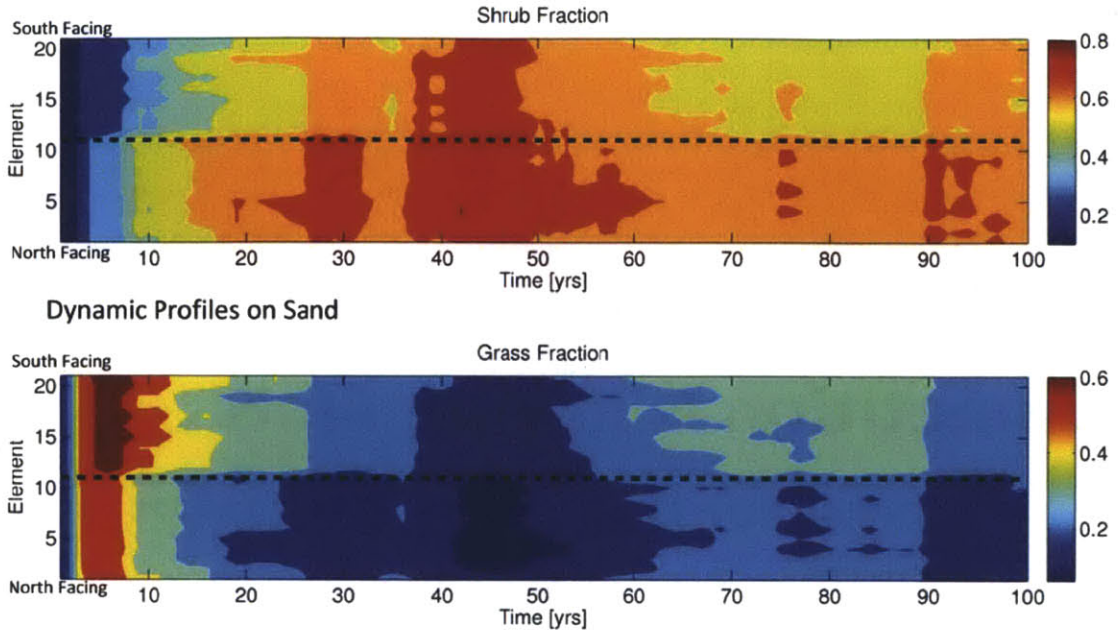 Shrub Fraction
South Facing
20
15
10
5
Element
North Facing
10 20 30 40 50 60 70 80 90 100
Time [yrs]
0.8
0.6
0.4
0.2
Dynamic Profiles on Sand
Grass Fraction
South Facing
20
15
10
5
Element
North Facing
10 20 30 40 50 60 70 80 90 100
Time [yrs]
0.6
0.4
0.2